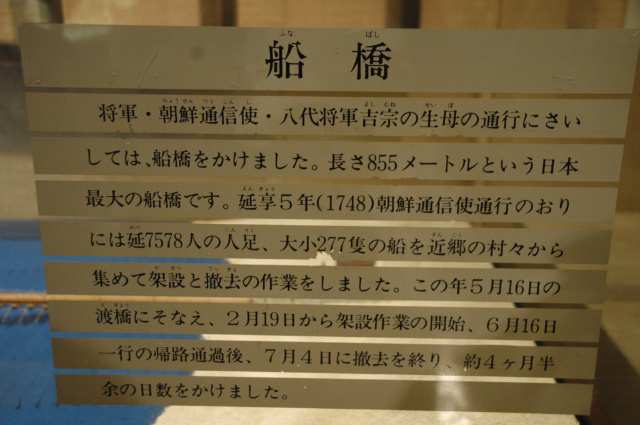 船橋
将軍・朝鮮通信使・八代将軍吉宗の生母の通行にさい
しては、船橋をかけました。長さ855メートルという日本
最大の船橋です。延享5年(1748)朝鮮通信使通行のおり
には延7578人の人足、大小277隻の船を近郷の村々から
集めて架設と撤去の作業をしました。この年5月16日の
渡橋にそなえ、2月19日から架設作業の開始、6月16日
一行の帰路通過後、7月4日に撤去を終り、約4ヶ月半
余の日数をかけました。